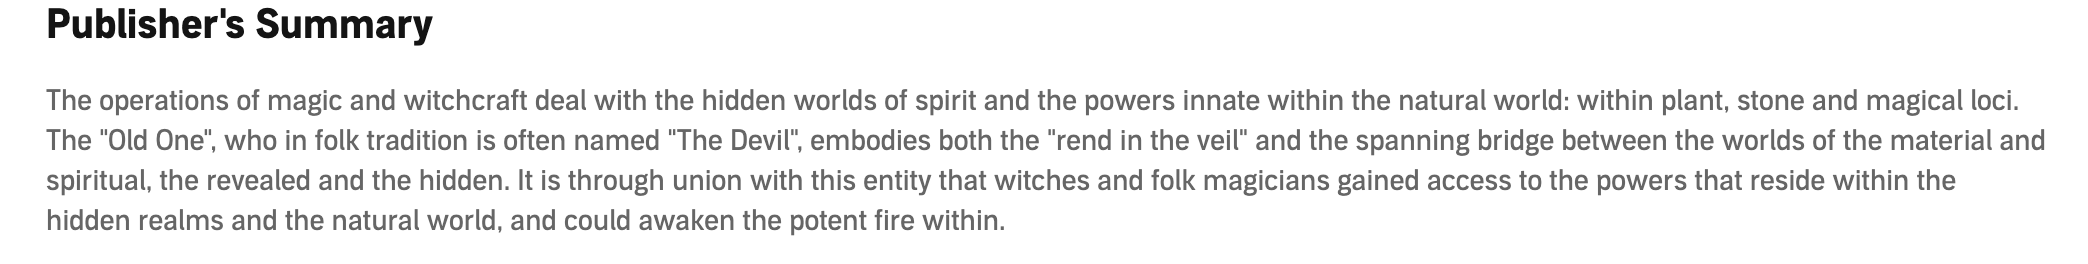 Publisher's Summary
The operations of magic and witchcraft deal with the hidden worlds of spirit and the powers innate within the natural world: within plant, stone and magical loci.
The "Old One", who in folk tradition is often named "The Devil", embodies both the "rend in the veil" and the spanning bridge between the worlds of the material and
spiritual, the revealed and the hidden. It is through union with this entity that witches and folk magicians gained access to the powers that reside within the
hidden realms and the natural world, and could awaken the potent fire within.